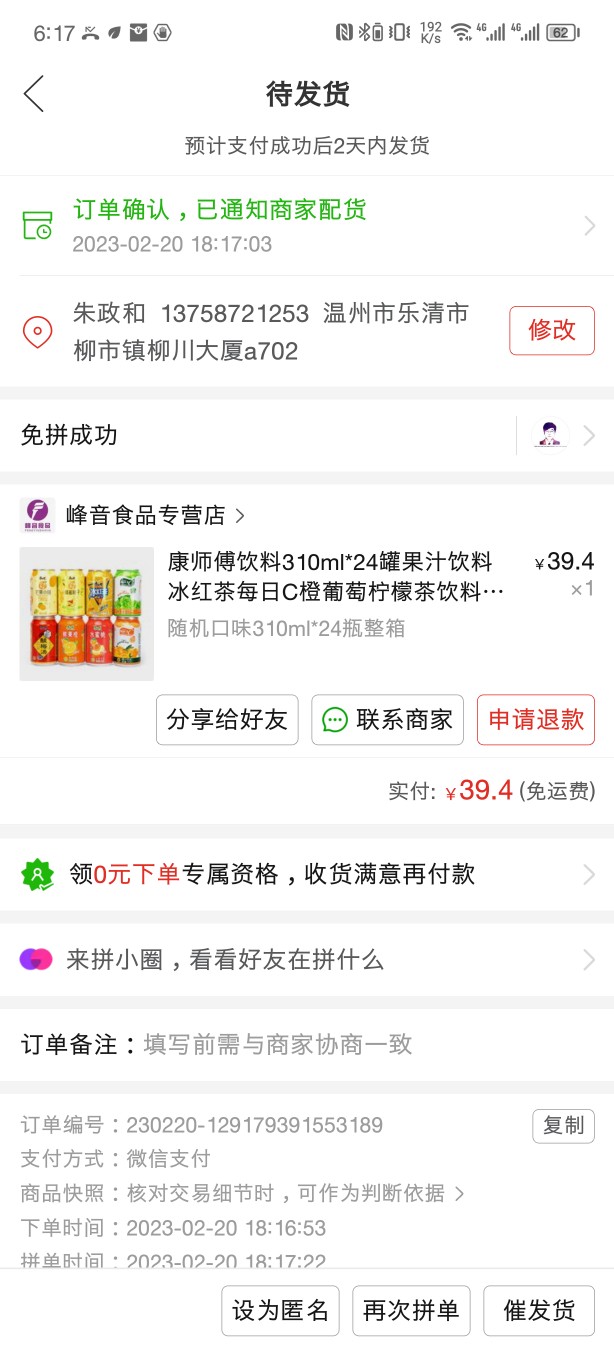 6:17
192
K/s
4G
4G
62
待发货
预计支付成功后2天内发货
订单确认，已通知商家配货
2023-02-20 18:17:03
朱政和 13758721253 温州市乐清市
柳市镇柳川大厦a702
修改
免拼成功
峰音食品专营店
康师傅饮料310ml*24罐果汁饮料
¥39.4
冰红茶每日C橙葡萄柠檬茶饮料…
×1
随机口味310ml*24瓶整箱
分享给好友
联系商家
申请退款
实付: ¥39.4 (免运费)
领0元下单专属资格，收货满意再付款
来拼小圈，看看好友在拼什么
订单备注：填写前需与商家协商一致
订单编号：230220-129179391553189
复制
支付方式：微信支付
商品快照：核对交易细节时，可作为判断依据
下单时间：2023-02-20 18:16:53
拼单时间：2023-02-20 18:17:22
设为匿名
再次拼单
催发货